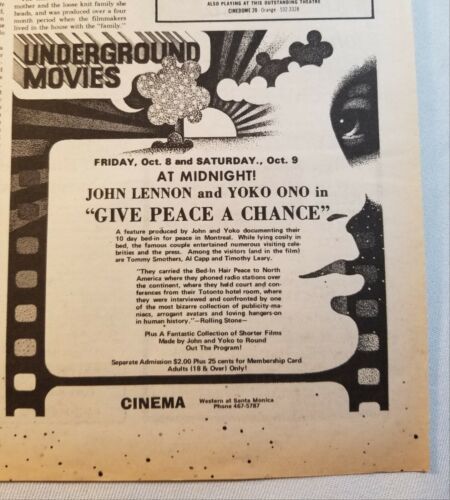 mother and the loose knit family she
heads, and was produced over a four
month period when the filmmakers
lived in the house with the "family."
ALSO PLAYING AT THIS OUTSTANDING THEATRE
CINEDOME 20 Orange 532 3328
UNDERGROUND
MOVIES
FRIDAY, Oct. 8 and SATURDAY., Oct. 9
AT MIDNIGHT!
JOHN LENNON and YOKO ONO in
"GIVE PEACE A CHANCE"
A feature produced by John and Yoko documenting their
10 day bed-in for peace in Montreal. While lying cosily in
bed, the famous couple entertained numerous visiting cele-
brities and the press. Among the visitors (and in the film)
are Tommy Smothers, Al Capp and Timothy Leary.
"They carried the Bed-In Hair Peace to North
America where they phoned radio stations over
the continent, where they held court and con-
ferances from their Totonto hotel room, where
they were interviewed and confronted by one
of the most bizarre collection of publicity-ma-
niacs, arrogant avatars and loving hangers-on
in human history."—Rolling Stone—
Plus A Fantastic Collection of Shorter Films
Made by John and Yoko to Round
Out The Program!
Separate Admission $2.00 Plus 25 cents for Membership Card
Adults (18 & Over) Only!
CINEMA
Western at Santa Monica
Phone 467-5787